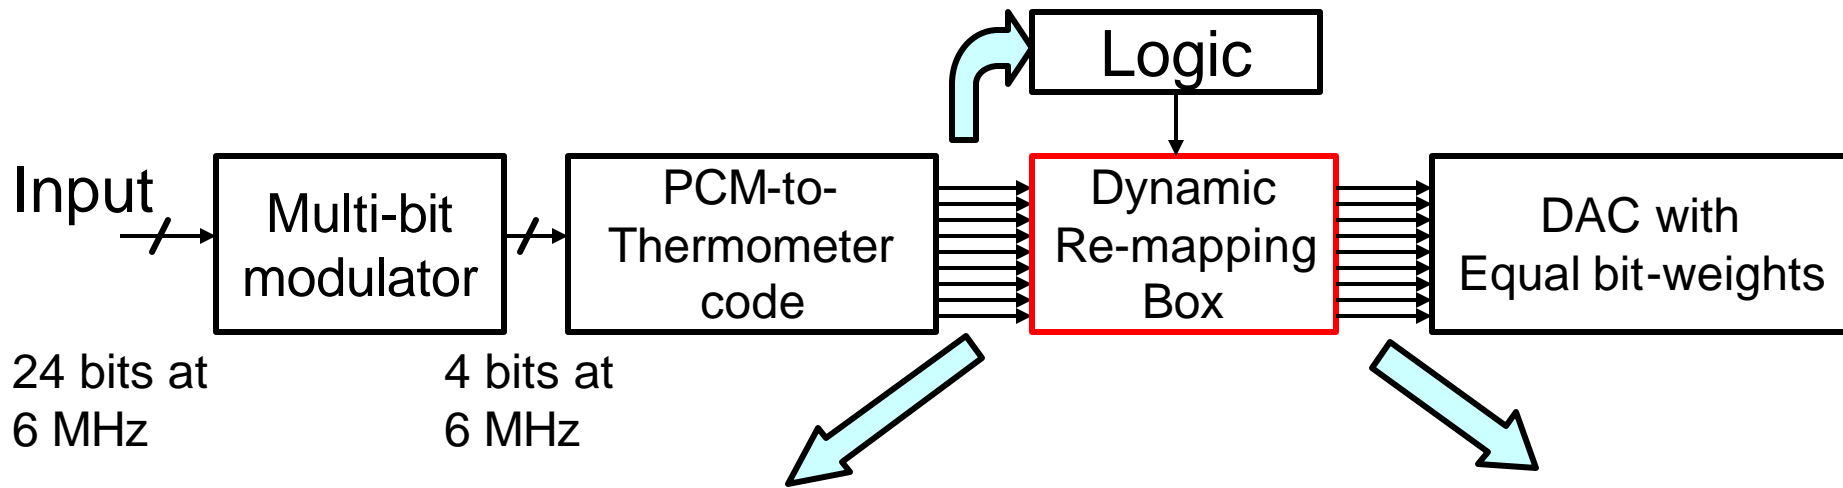 Logic
Input
Multi-bit
modulator
PCM-to-
Thermometer
code
Dynamic
Re-mapping
Box
DAC with
Equal bit-weights
24 bits at
6 MHz
4 bits at
6 MHz